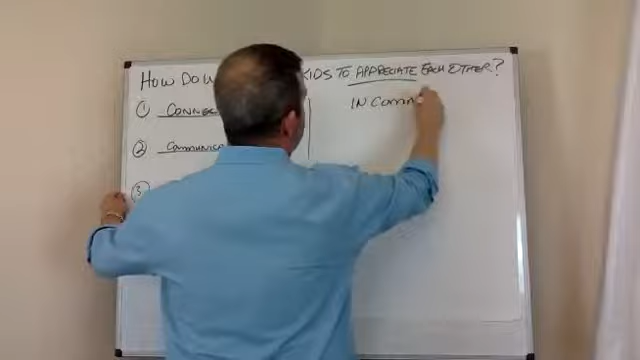 HOW DO KIDS TO APPRECIATE EACH OTHER?
① CONNEC
② COMMUNICA
③
IN COMM